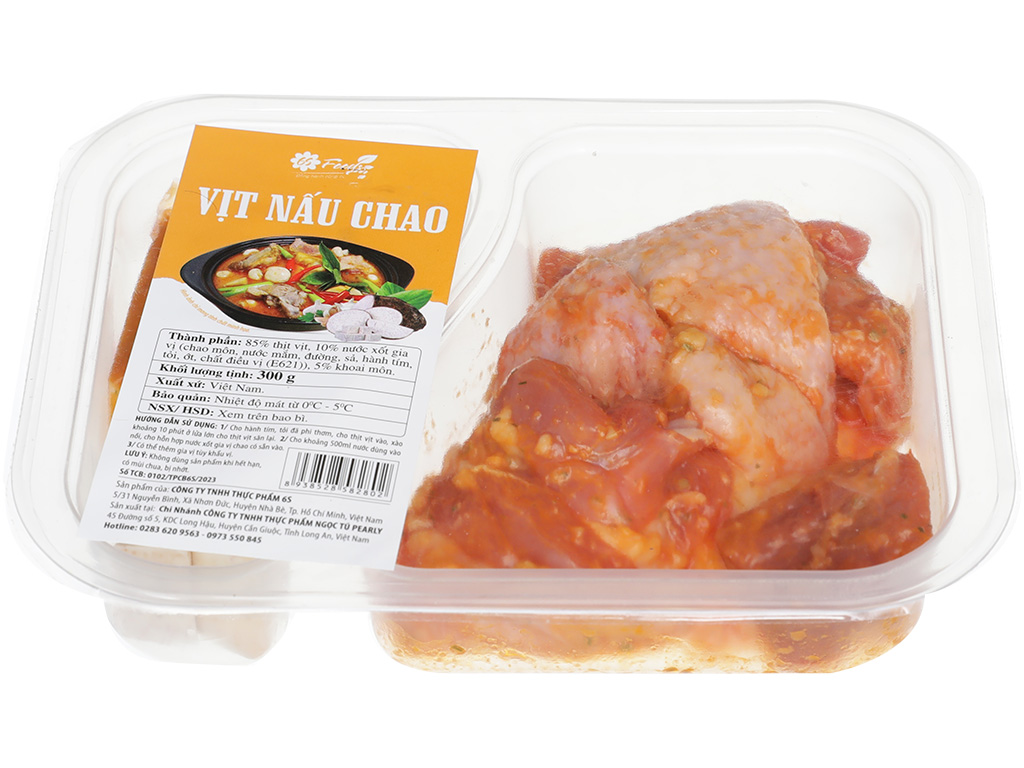 6S Feeds
VỊT NẤU CHAO
Thành phần: 85% thịt vịt, 10% nước xốt gia
vị (chao môn, nước mắm, đường, sả, hành tím,
tỏi, ớt, chất điều vị (E621)), 5% khoai môn.
Khối lượng tịnh: 300 g
Xuất xứ: Việt Nam.
Bảo quản: Nhiệt độ mát từ 0°C - 5°C
NSX/ HSD: Xem trên bao bì.
HƯỚNG DẪN SỬ DỤNG: 1/ Cho hành tím, tỏi đã phi thơm, cho thịt vịt vào, xào
khoảng 10 phút ở lửa lớn cho thịt vịt săn lại. 2/ Cho khoảng 500ml nước dùng vào
nồi, cho hỗn hợp nước xốt gia vị chao có sẵn vào.
3/ Có thể thêm gia vị tùy khẩu vị.
LƯU Ý: Không dùng sản phẩm khi hết hạn,
có mùi chua, bị nhớt.
Số TCB: 0102/TPCB6S/2023
8 938528 582802
Sản phẩm của: CÔNG TY TNHH THỰC PHẨM 6S
5/31 Nguyễn Bình, Xã Nhơn Đức, Huyện Nhà Bè, Tp. Hồ Chí Minh, Việt Nam
Sản xuất tại: Chi Nhánh CÔNG TY TNHH THỰC PHẨM NGỌC TÚ PEARLY
45 Đường số 5, KDC Long Hậu, Huyện Cần Giuộc, Tỉnh Long An, Việt Nam
Hotline: 0283 620 9563 - 0973 550 845